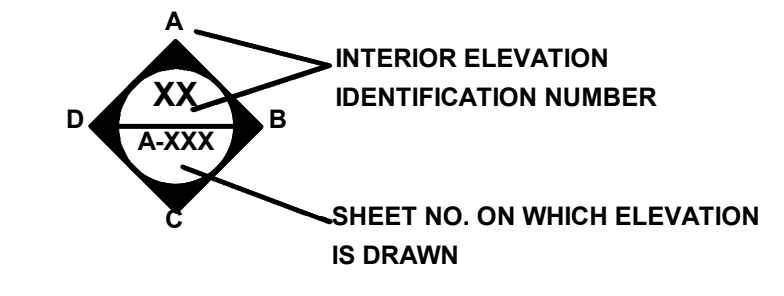 A
INTERIOR ELEVATION
IDENTIFICATION NUMBER
XX
D
B
A-XXX
C
SHEET NO. ON WHICH ELEVATION
IS DRAWN